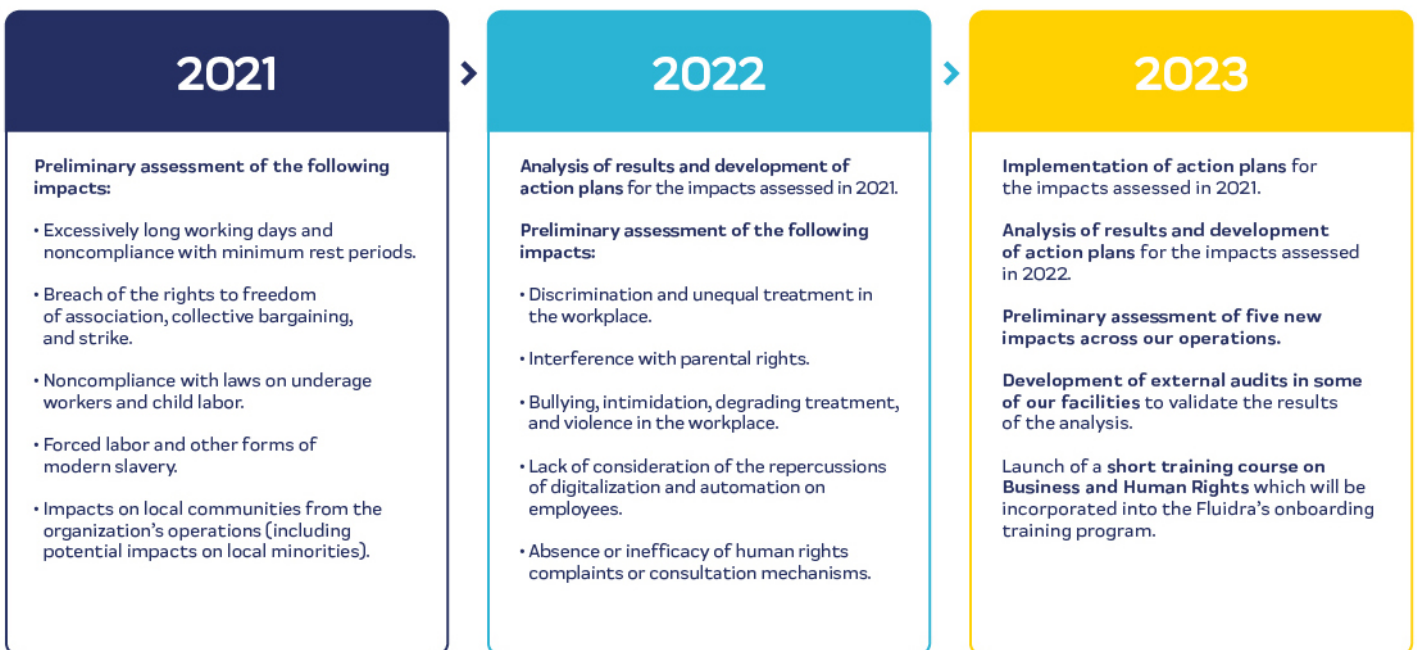 2021
Preliminary assessment of the following
impacts:
• Excessively long working days and
noncompliance with minimum rest periods.
• Breach of the rights to freedom
of association, collective bargaining,
and strike.
• Noncompliance with laws on underage
workers and child labor.
• Forced labor and other forms of
modern slavery.
• Impacts on local communities from the
organization's operations (including
potential impacts on local minorities).
2022
Analysis of results and development of
action plans for the impacts assessed in 2021.
Preliminary assessment of the following
impacts:
• Discrimination and unequal treatment in
the workplace.
• Interference with parental rights.
• Bullying, intimidation, degrading treatment,
and violence in the workplace.
• Lack of consideration of the repercussions
of digitalization and automation on
employees.
• Absence or inefficacy of human rights
complaints or consultation mechanisms.
2023
Implementation of action plans for
the impacts assessed in 2021.
Analysis of results and development
of action plans for the impacts assessed
in 2022.
Preliminary assessment of five new
impacts across our operations.
Development of external audits in some
of our facilities to validate the results
of the analysis.
Launch of a short training course on
Business and Human Rights which will be
incorporated into the Fluidra's onboarding
training program.